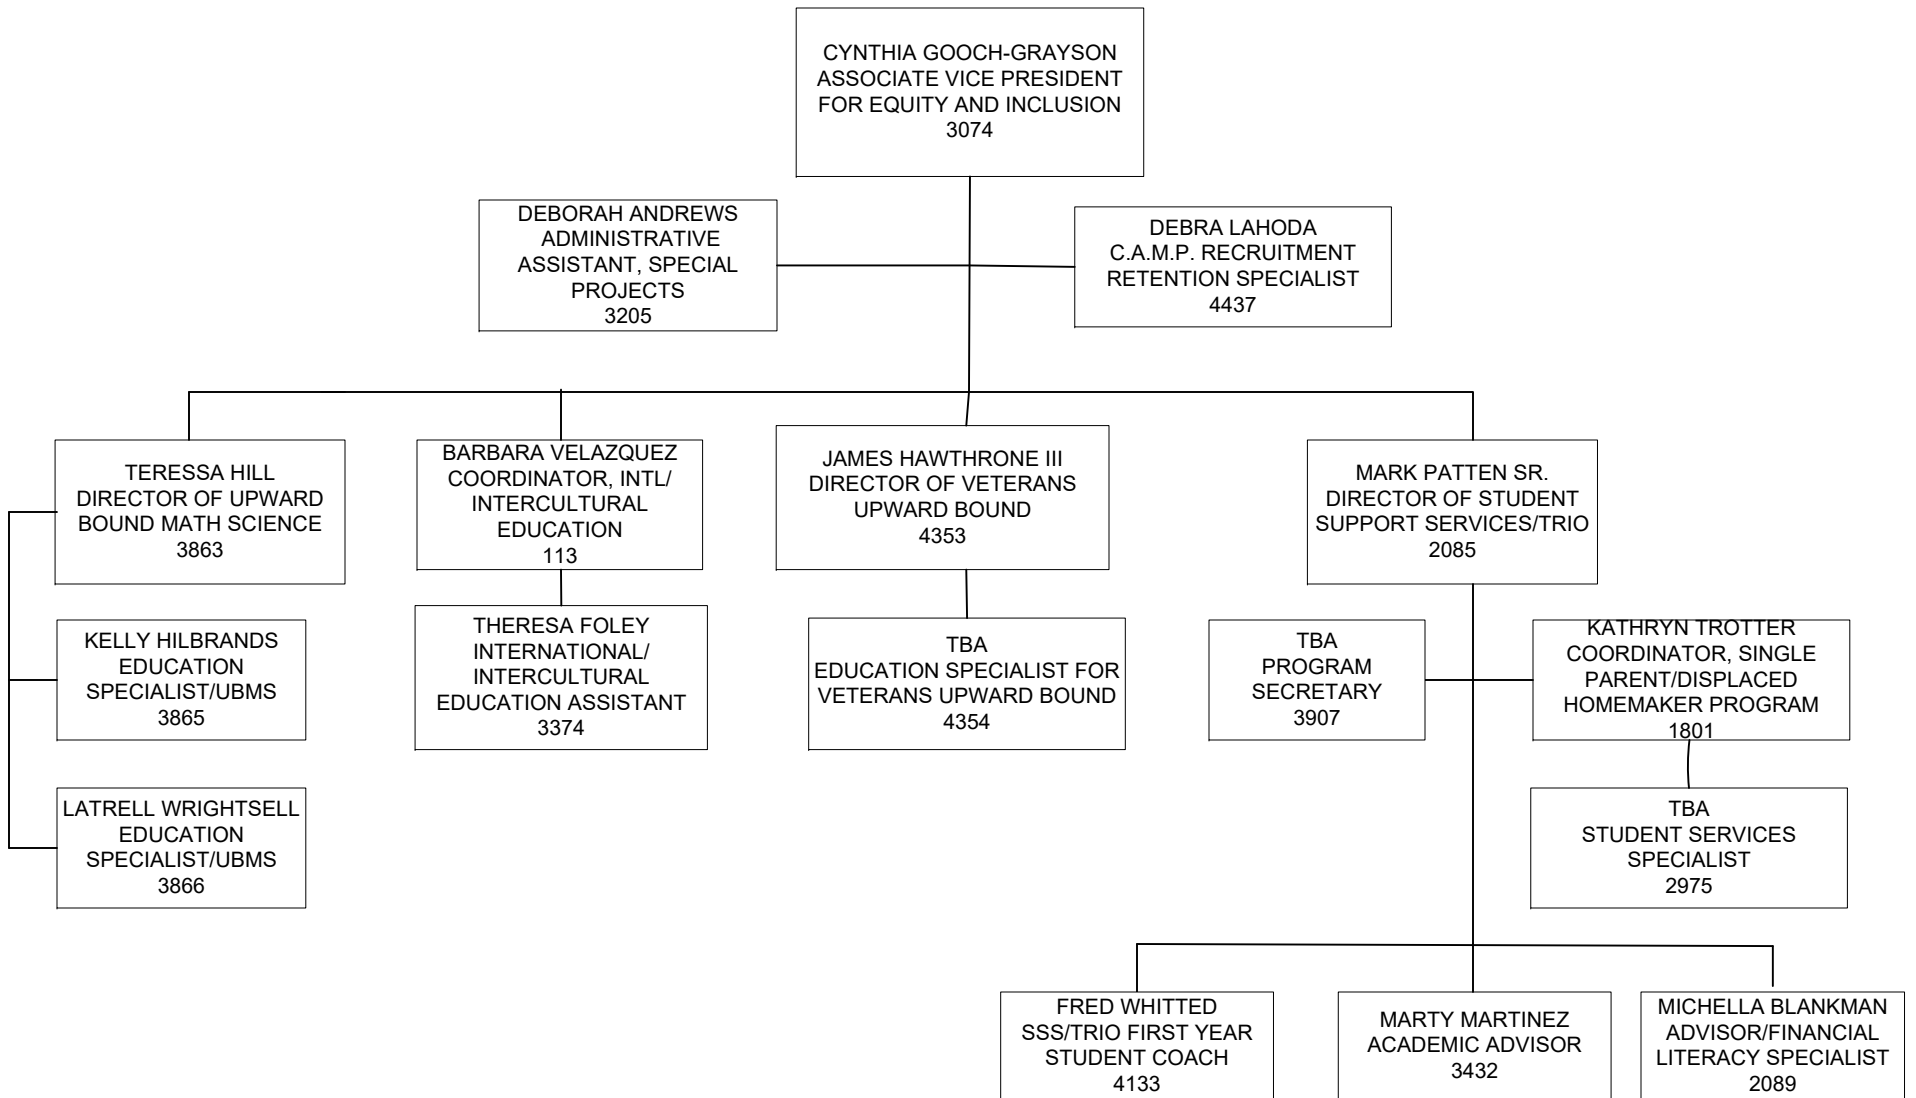 CYNTHIA GOOCH-GRAYSON
ASSOCIATE VICE PRESIDENT
FOR EQUITY AND INCLUSION
3074
DEBORAH ANDREWS
ADMINISTRATIVE
ASSISTANT, SPECIAL
PROJECTS
3205
DEBRA LAHODA
C.A.M.P. RECRUITMENT
RETENTION SPECIALIST
4437
TERESSA HILL
DIRECTOR OF UPWARD
BOUND MATH SCIENCE
3863
BARBARA VELAZQUEZ
COORDINATOR, INTL/
INTERCULTURAL
EDUCATION
113
JAMES HAWTHRONE III
DIRECTOR OF VETERANS
UPWARD BOUND
4353
MARK PATTEN SR.
DIRECTOR OF STUDENT
SUPPORT SERVICES/TRIO
2085
KELLY HILBRANDS
EDUCATION
SPECIALIST/UBMS
3865
THERESA FOLEY
INTERNATIONAL/
INTERCULTURAL
EDUCATION ASSISTANT
3374
TBA
EDUCATION SPECIALIST FOR
VETERANS UPWARD BOUND
4354
TBA
PROGRAM
SECRETARY
3907
KATHRYN TROTTER
COORDINATOR, SINGLE
PARENT/DISPLACED
HOMEMAKER PROGRAM
1801
LATRELL WRIGHTSELL
EDUCATION
SPECIALIST/UBMS
3866
TBA
STUDENT SERVICES
SPECIALIST
2975
FRED WHITTED
SSS/TRIO FIRST YEAR
STUDENT COACH
4133
MARTY MARTINEZ
ACADEMIC ADVISOR
3432
MICHELLA BLANKMAN
ADVISOR/FINANCIAL
LITERACY SPECIALIST
2089